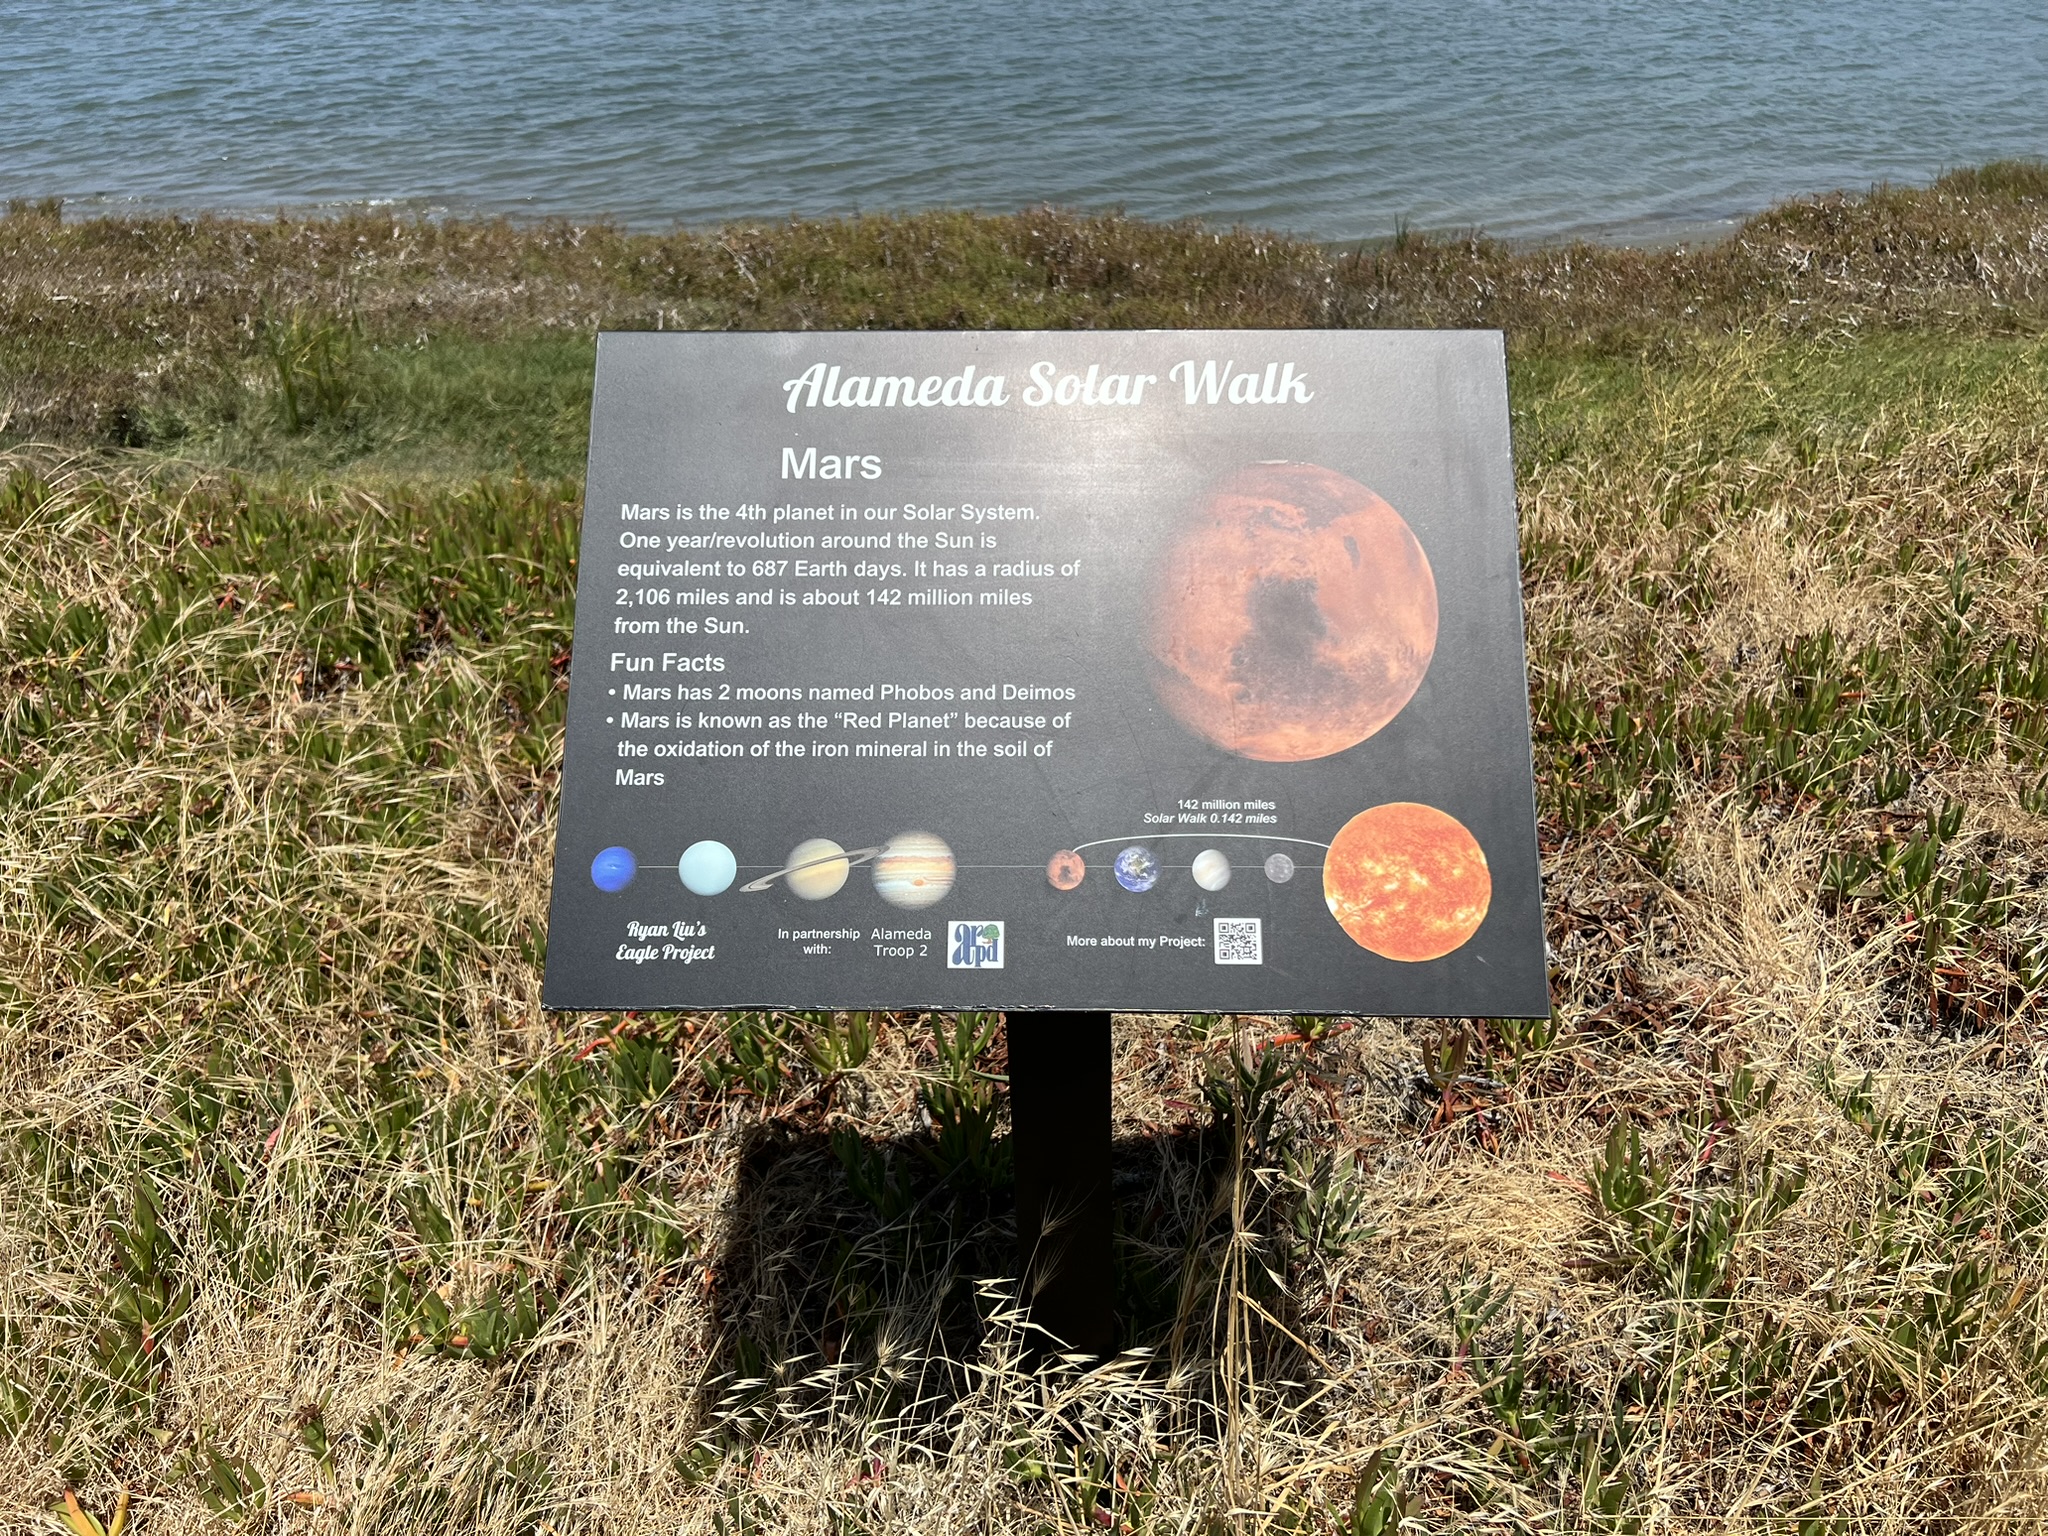 Alameda Solar Walk
Mars
Mars is the 4th planet in our Solar System.
One year/revolution around the Sun is
equivalent to 687 Earth days. It has a radius of
2,106 miles and is about 142 million miles
from the Sun.
Fun Facts
• Mars has 2 moons named Phobos and Deimos
• Mars is known as the “Red Planet” because of
the oxidation of the iron mineral in the soil of
Mars
142 million miles
Solar Walk 0.142 miles
Ryan Liu's
Eagle Project
In partnership
with:
Alameda
Troop 2
arpd
More about my Project: